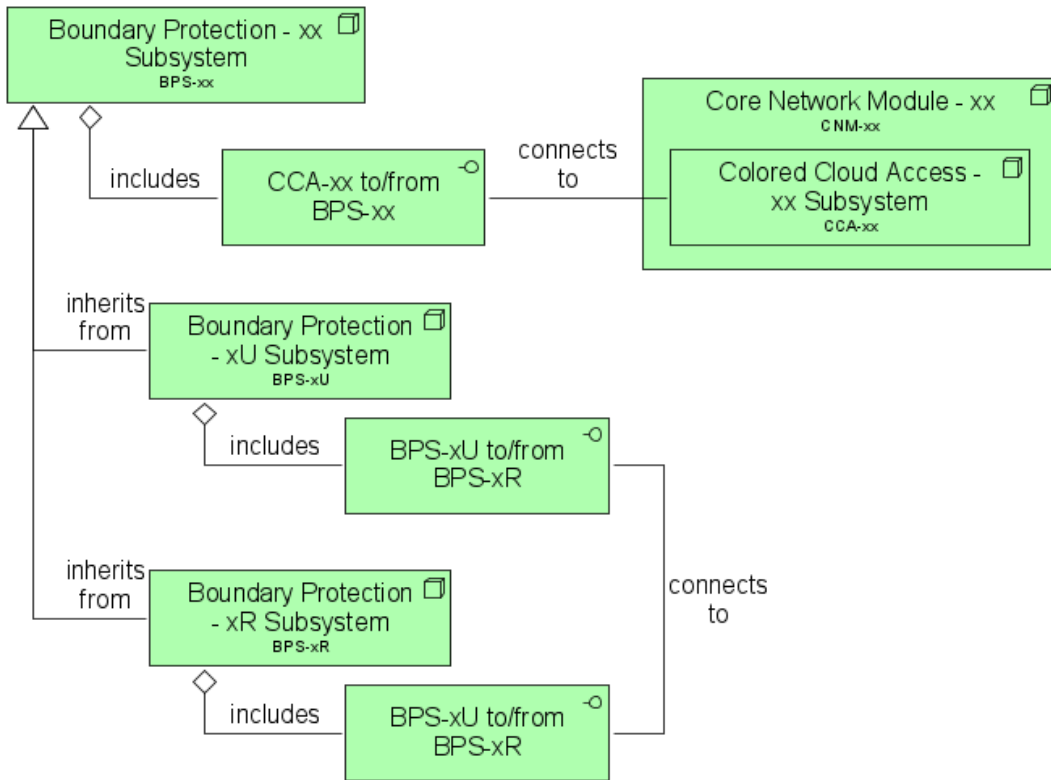 Boundary Protection - xx
Subsystem
BPS-xx
Core Network Module - xx
CNM-xx
includes
CCA-xx to/from
BPS-xx
connects
to
Colored Cloud Access -
xx Subsystem
CCA-xx
inherits
from
Boundary Protection
- xU Subsystem
BPS-xU
includes
BPS-xU to/from
BPS-xR
inherits
from
Boundary Protection
- xR Subsystem
BPS-xR
connects
to
includes
BPS-xU to/from
BPS-xR